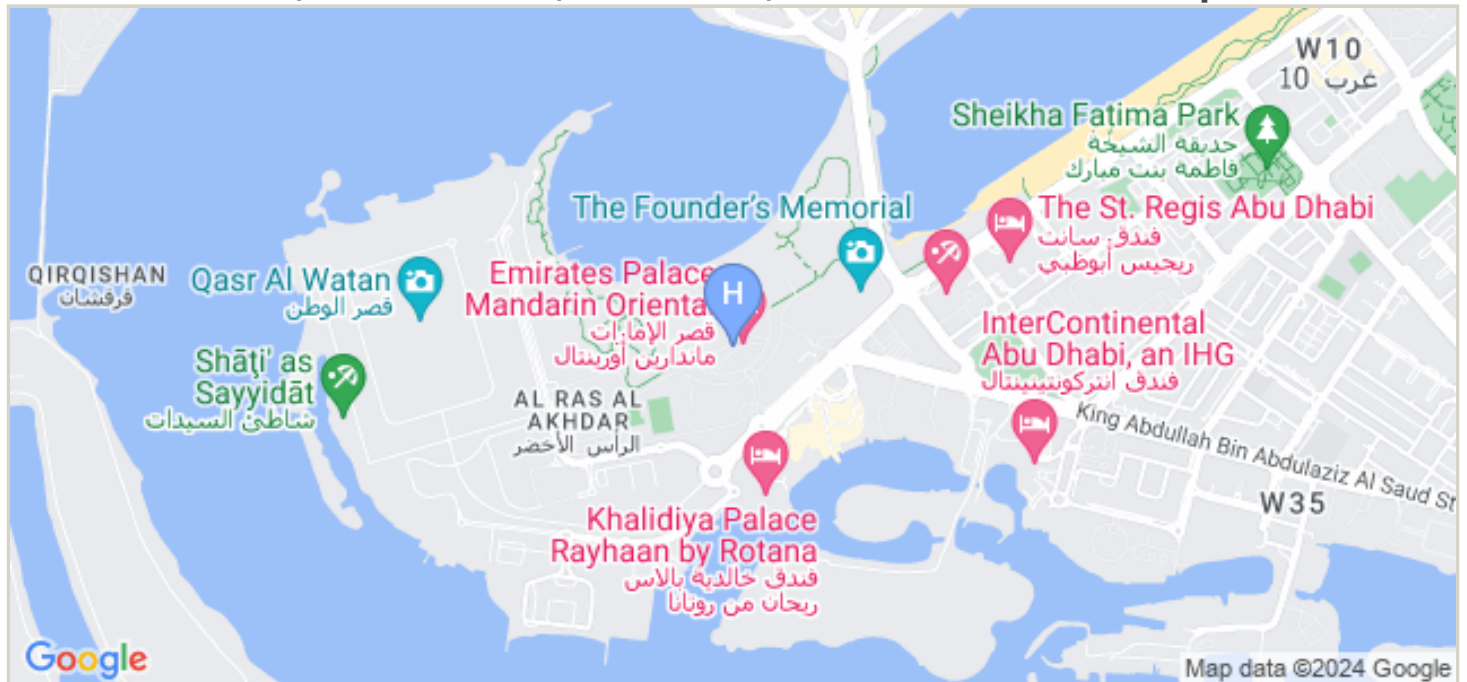 W10
غرب 10
Sheikha Fatima Park
حديقة الشيخة
فاطمة بنت مبارك
The Founder's Memorial
The St. Regis Abu Dhabi
فندق سانت
ريجيس أبوظبي
QIRQISHAN
قرقشان
Qasr Al Watan
قصر الوطن
Emirates Palace
Mandarin Oriental
قصر الإمارات
ماندارين أورينتال
H
InterContinental
Abu Dhabi, an IHG
فندق انتركونتيننتال
Shāţi' as
Sayyidāt
شاطئ السيدات
AL RAS AL
AKHDAR
الرأس الأخضر
King Abdullah Bin Abdulaziz Al Saud St
W35
Khalidiya Palace
Rayhaan by Rotana
فندق خالدية بالاس
ريحان من روتانا
Google
Map data ©2024 Google